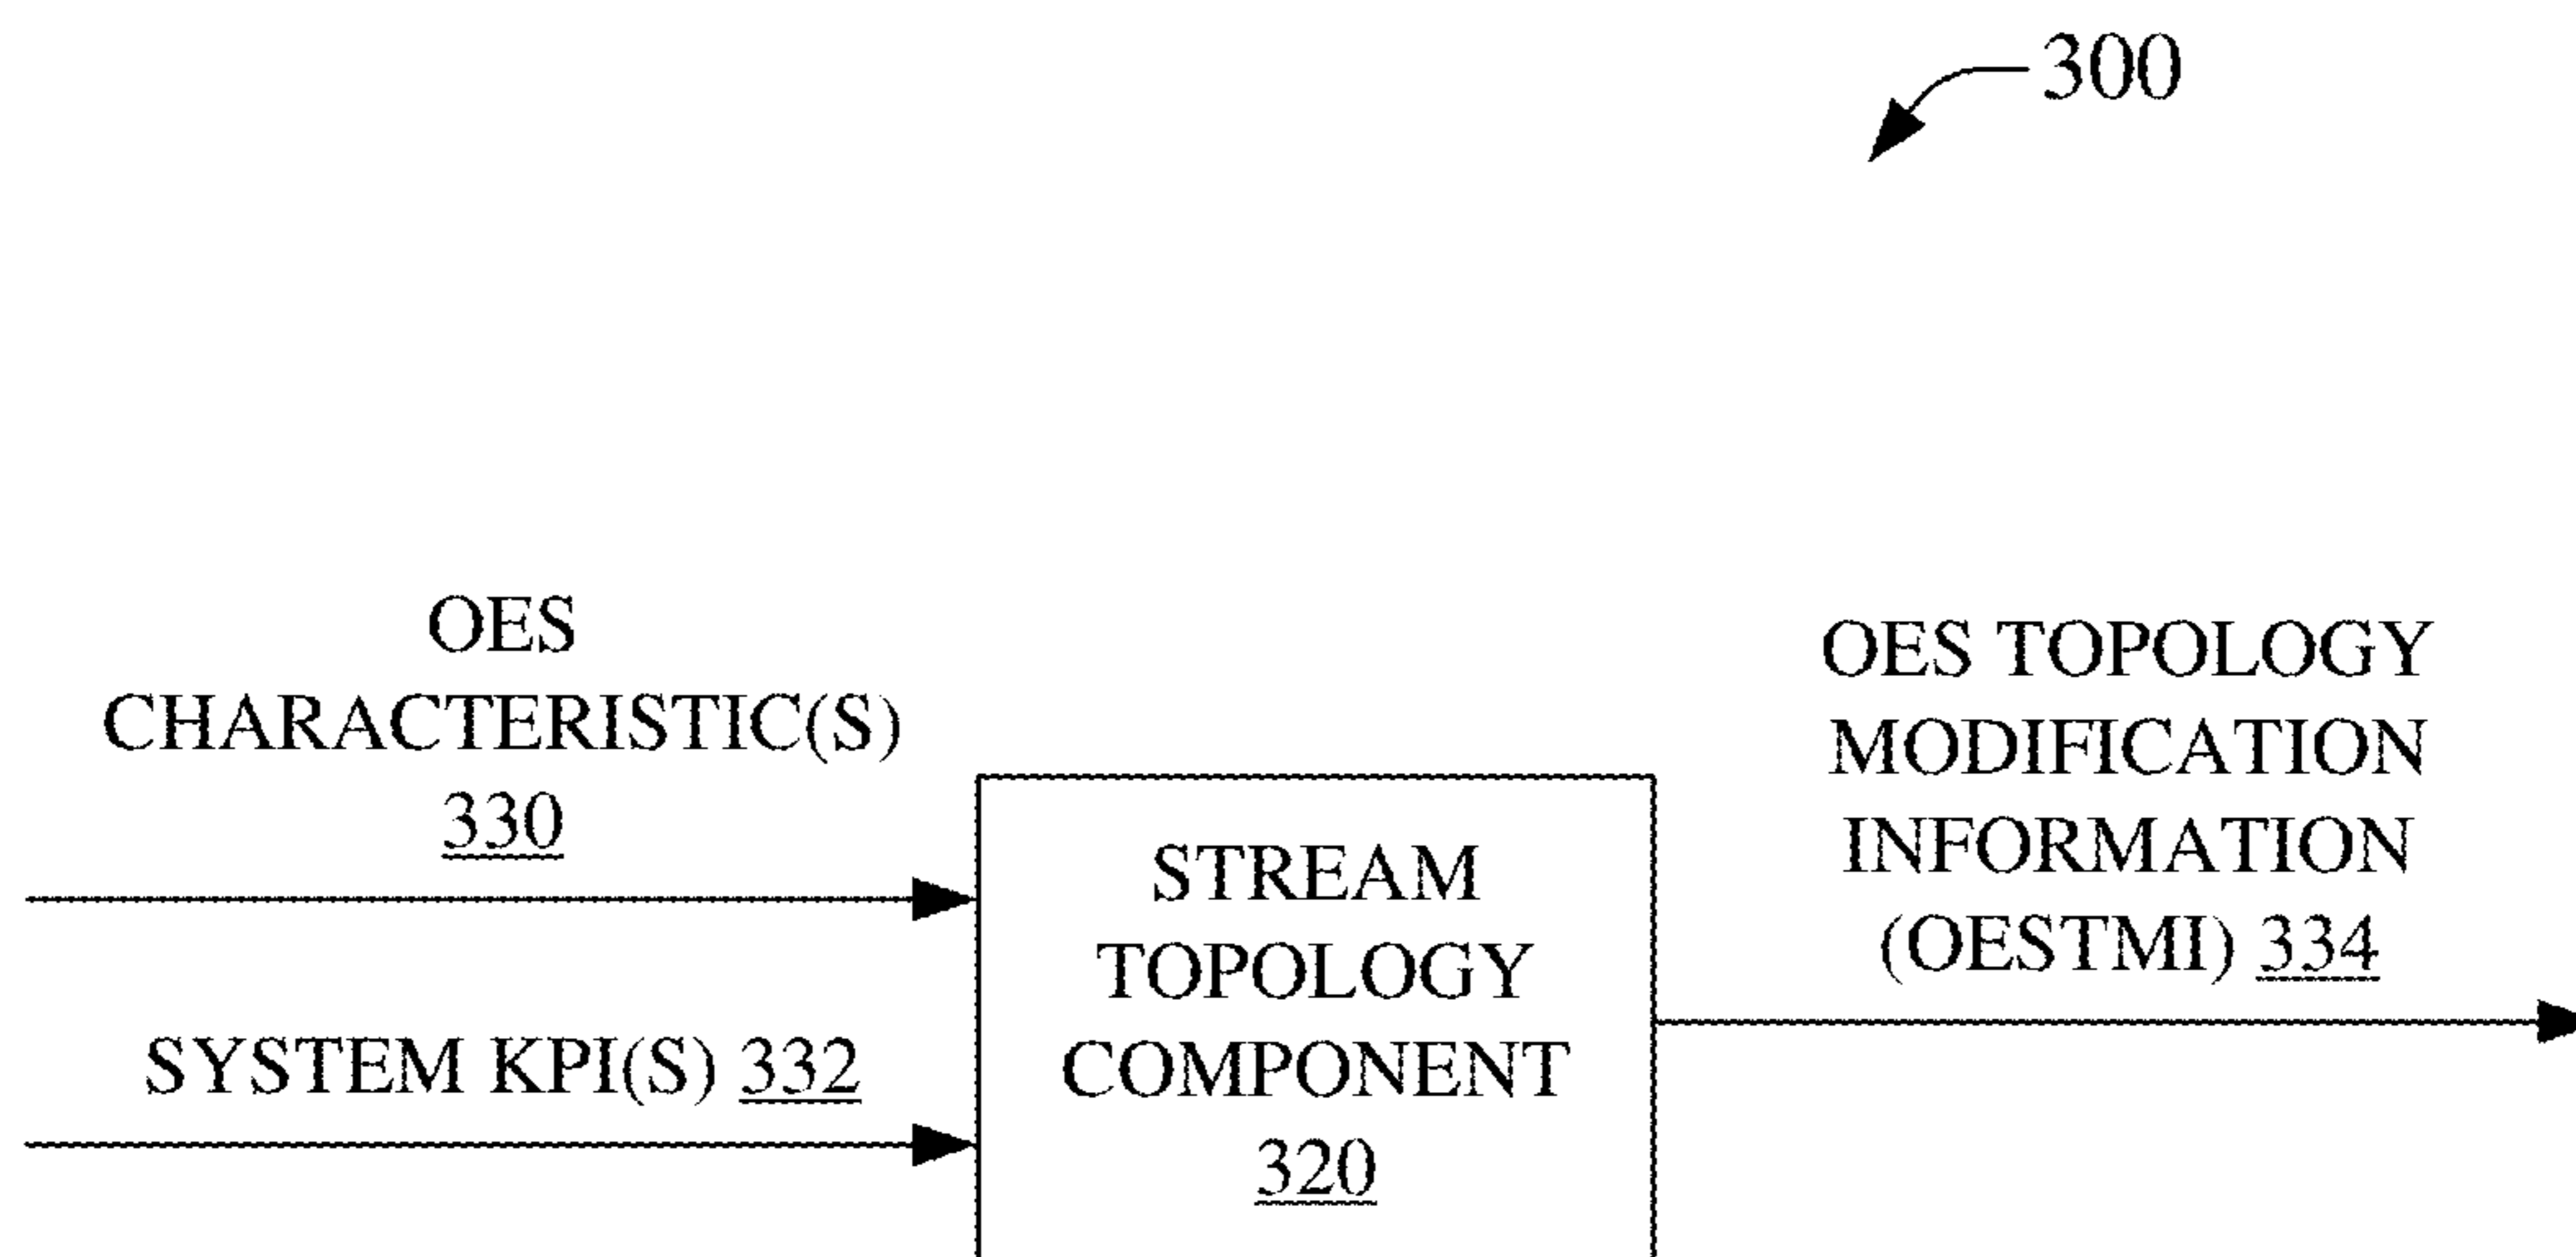 300
OES
CHARACTERISTIC(S)
330
SYSTEM KPI(S) 332
STREAM
TOPOLOGY
COMPONENT
320
OES TOPOLOGY
MODIFICATION
INFORMATION
(OESTMI) 334